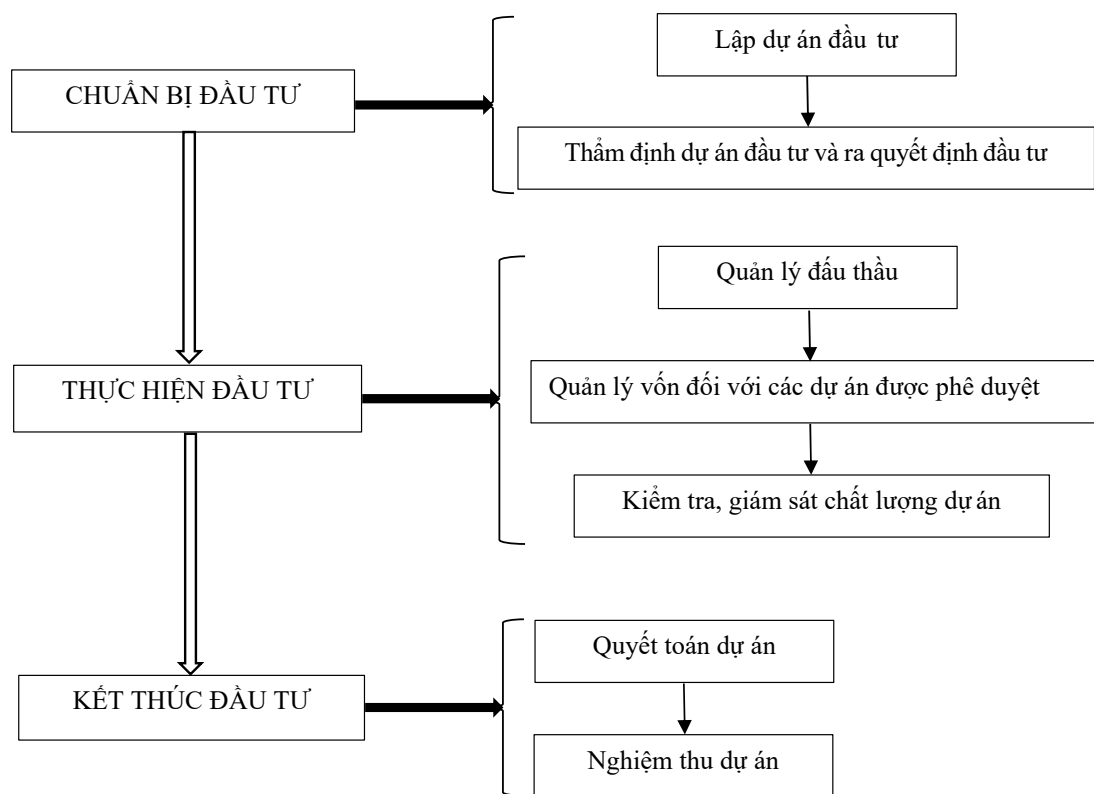 CHUẨN BỊ ĐẦU TƯ
Lập dự án đầu tư
Thẩm định dự án đầu tư và ra quyết định đầu tư
THỰC HIỆN ĐẦU TƯ
Quản lý đấu thầu
Quản lý vốn đối với các dự án được phê duyệt
Kiểm tra, giám sát chất lượng dự án
KẾT THÚC ĐẦU TƯ
Quyết toán dự án
Nghiệm thu dự án